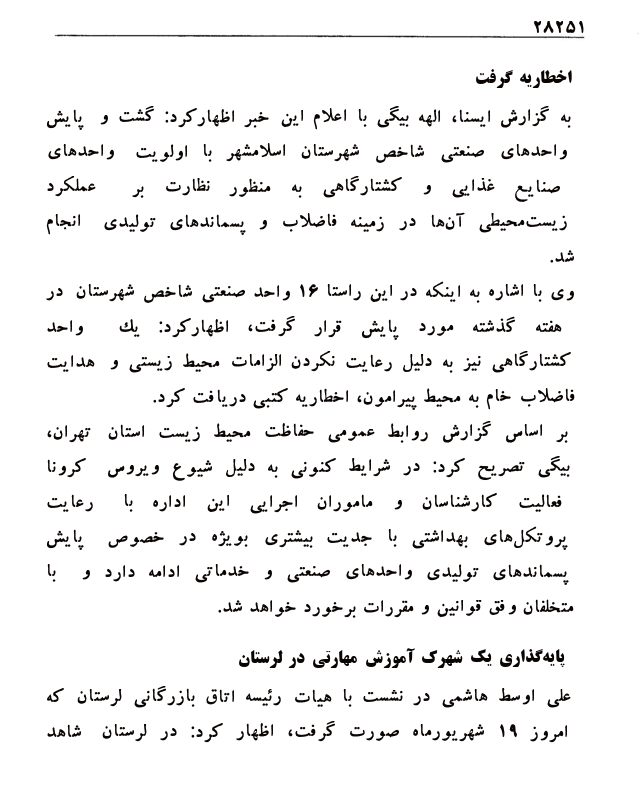 ۲۸۲۵۱
اخطاریه گرفت
به گزارش ایسنا، الهه بیگی با اعلام این خبر اظهارکرد: گشت و پایش
واحدهای صنعتی شاخص شهرستان اسلامشهر با اولویت واحدهای
صنایع غذایی و کشتارگاهی به منظور نظارت بر عملکرد
زیست‌محیطی آن‌ها در زمینه فاضلاب و پسماندهای تولیدی انجام
شد.
وی با اشاره به اینکه در این راستا ۱۶ واحد صنعتی شاخص شهرستان در
هفته گذشته مورد پایش قرار گرفت، اظهارکرد: یك واحد
کشتارگاهی نیز به دلیل رعایت نکردن الزامات محیط زیستی و هدایت
فاضلاب خام به محیط پیرامون، اخطاریه کتبی دریافت کرد.
بر اساس گزارش روابط عمومی حفاظت محیط زیست استان تهران،
بیگی تصریح کرد: در شرایط کنونی به دلیل شیوع ویروس کرونا
فعالیت کارشناسان و ماموران اجرایی این اداره با رعایت
پروتکل‌های بهداشتی با جدیت بیشتری بویژه در خصوص پایش
پسماندهای تولیدی واحدهای صنعتی و خدماتی ادامه دارد و با
متخلفان وفق قوانین و مقررات برخورد خواهد شد.
پایه‌گذاری یک شهرک آموزش مهارتی در لرستان
علی اوسط هاشمی در نشست با هیات رئیسه اتاق بازرگانی لرستان که
امروز ۱۹ شهریورماه صورت گرفت، اظهار کرد: در لرستان شاهد